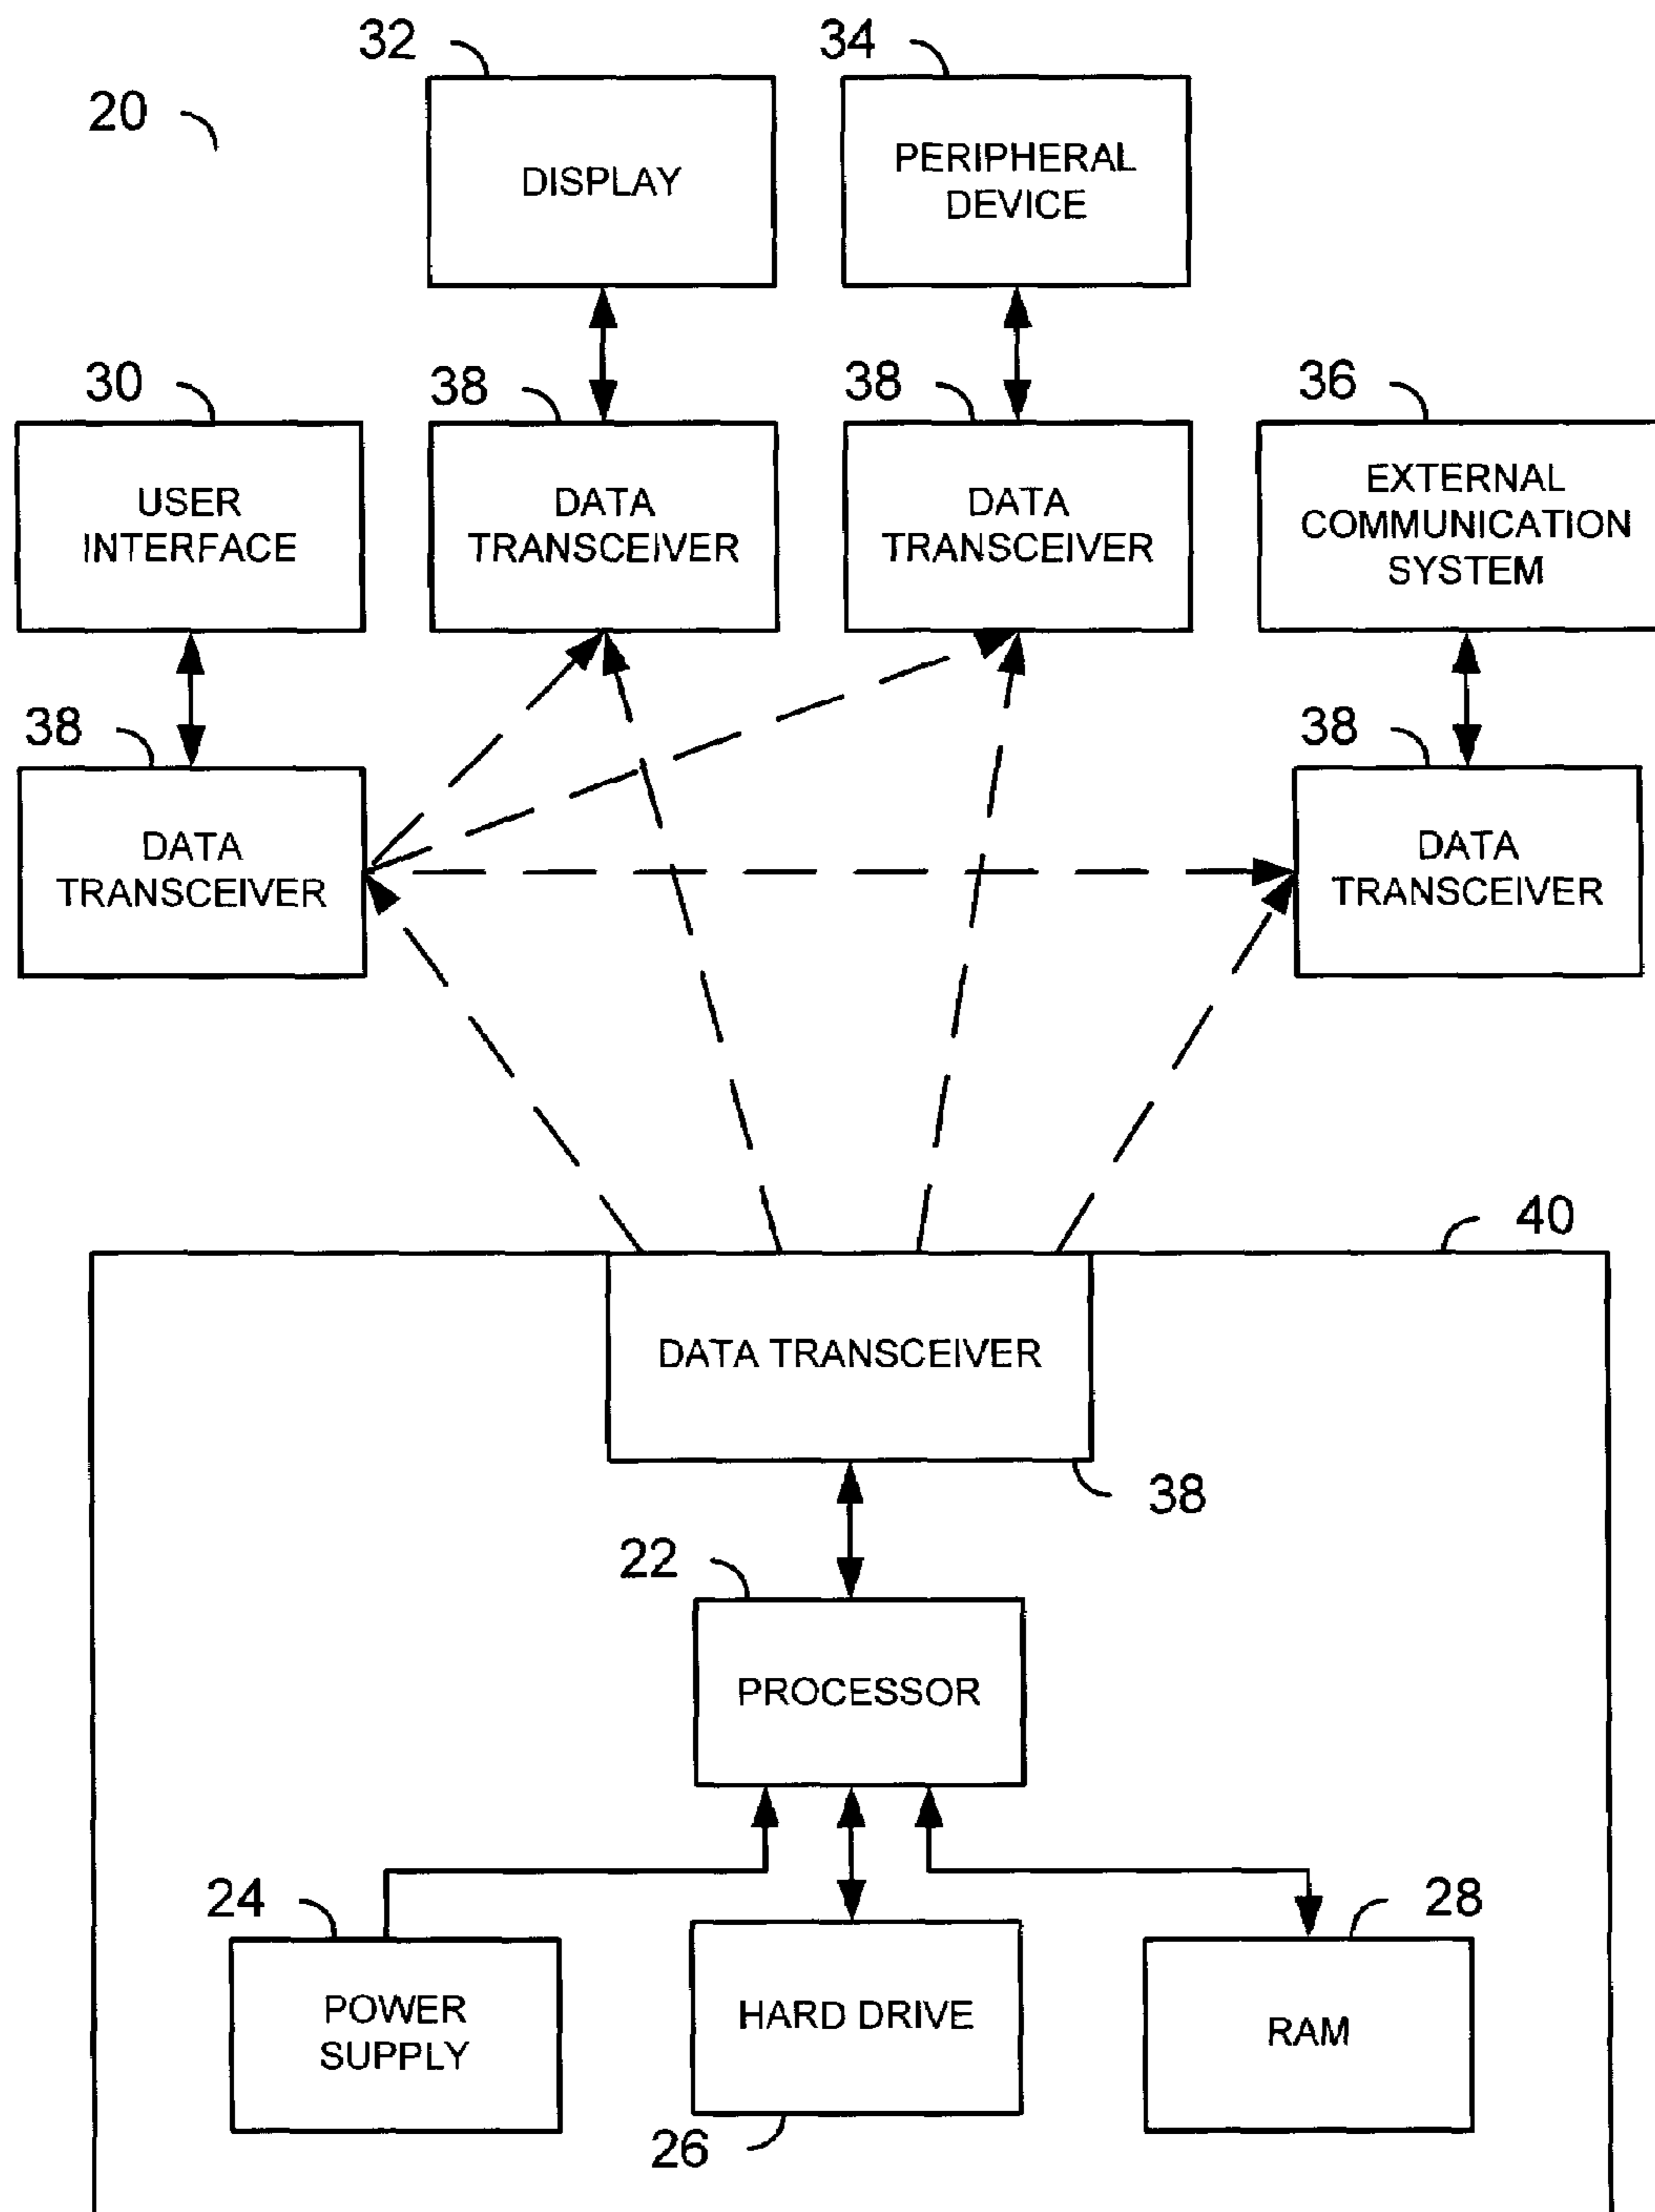 32
34
20
DISPLAY
PERIPHERAL
DEVICE
30
38
38
36
USER
INTERFACE
DATA
TRANSCEIVER
DATA
TRANSCEIVER
EXTERNAL
COMMUNICATION
SYSTEM
38
38
DATA
TRANSCEIVER
DATA
TRANSCEIVER
40
DATA TRANSCEIVER
38
22
PROCESSOR
24
28
POWER
SUPPLY
HARD DRIVE
RAM
26